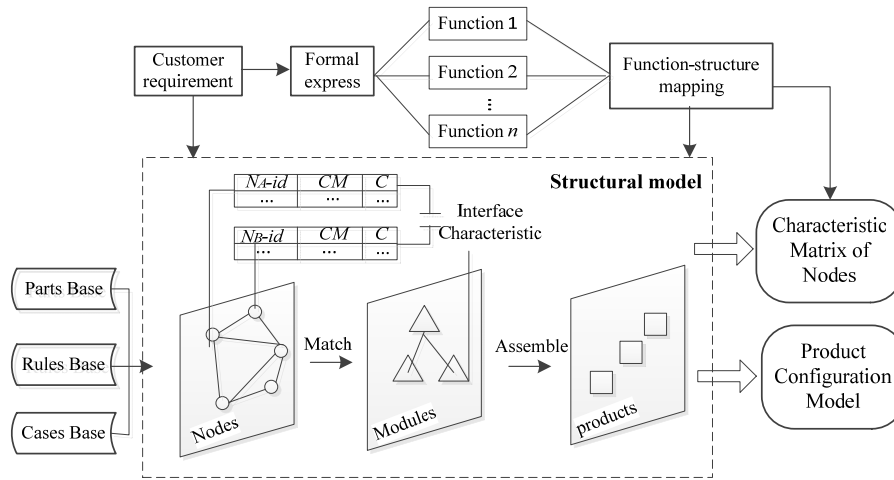 Function 1
Customer
requirement
Formal
express
Function 2
Function-structure
mapping
...
Function n
NA-id CM C
... ... ...
Structural model
Interface
Characteristic
NB-id CM C
... ... ...
Characteristic
Matrix of
Nodes
Parts Base
Match
Assemble
Rules Base
Product
Configuration
Model
Cases Base
Nodes
Modules
products